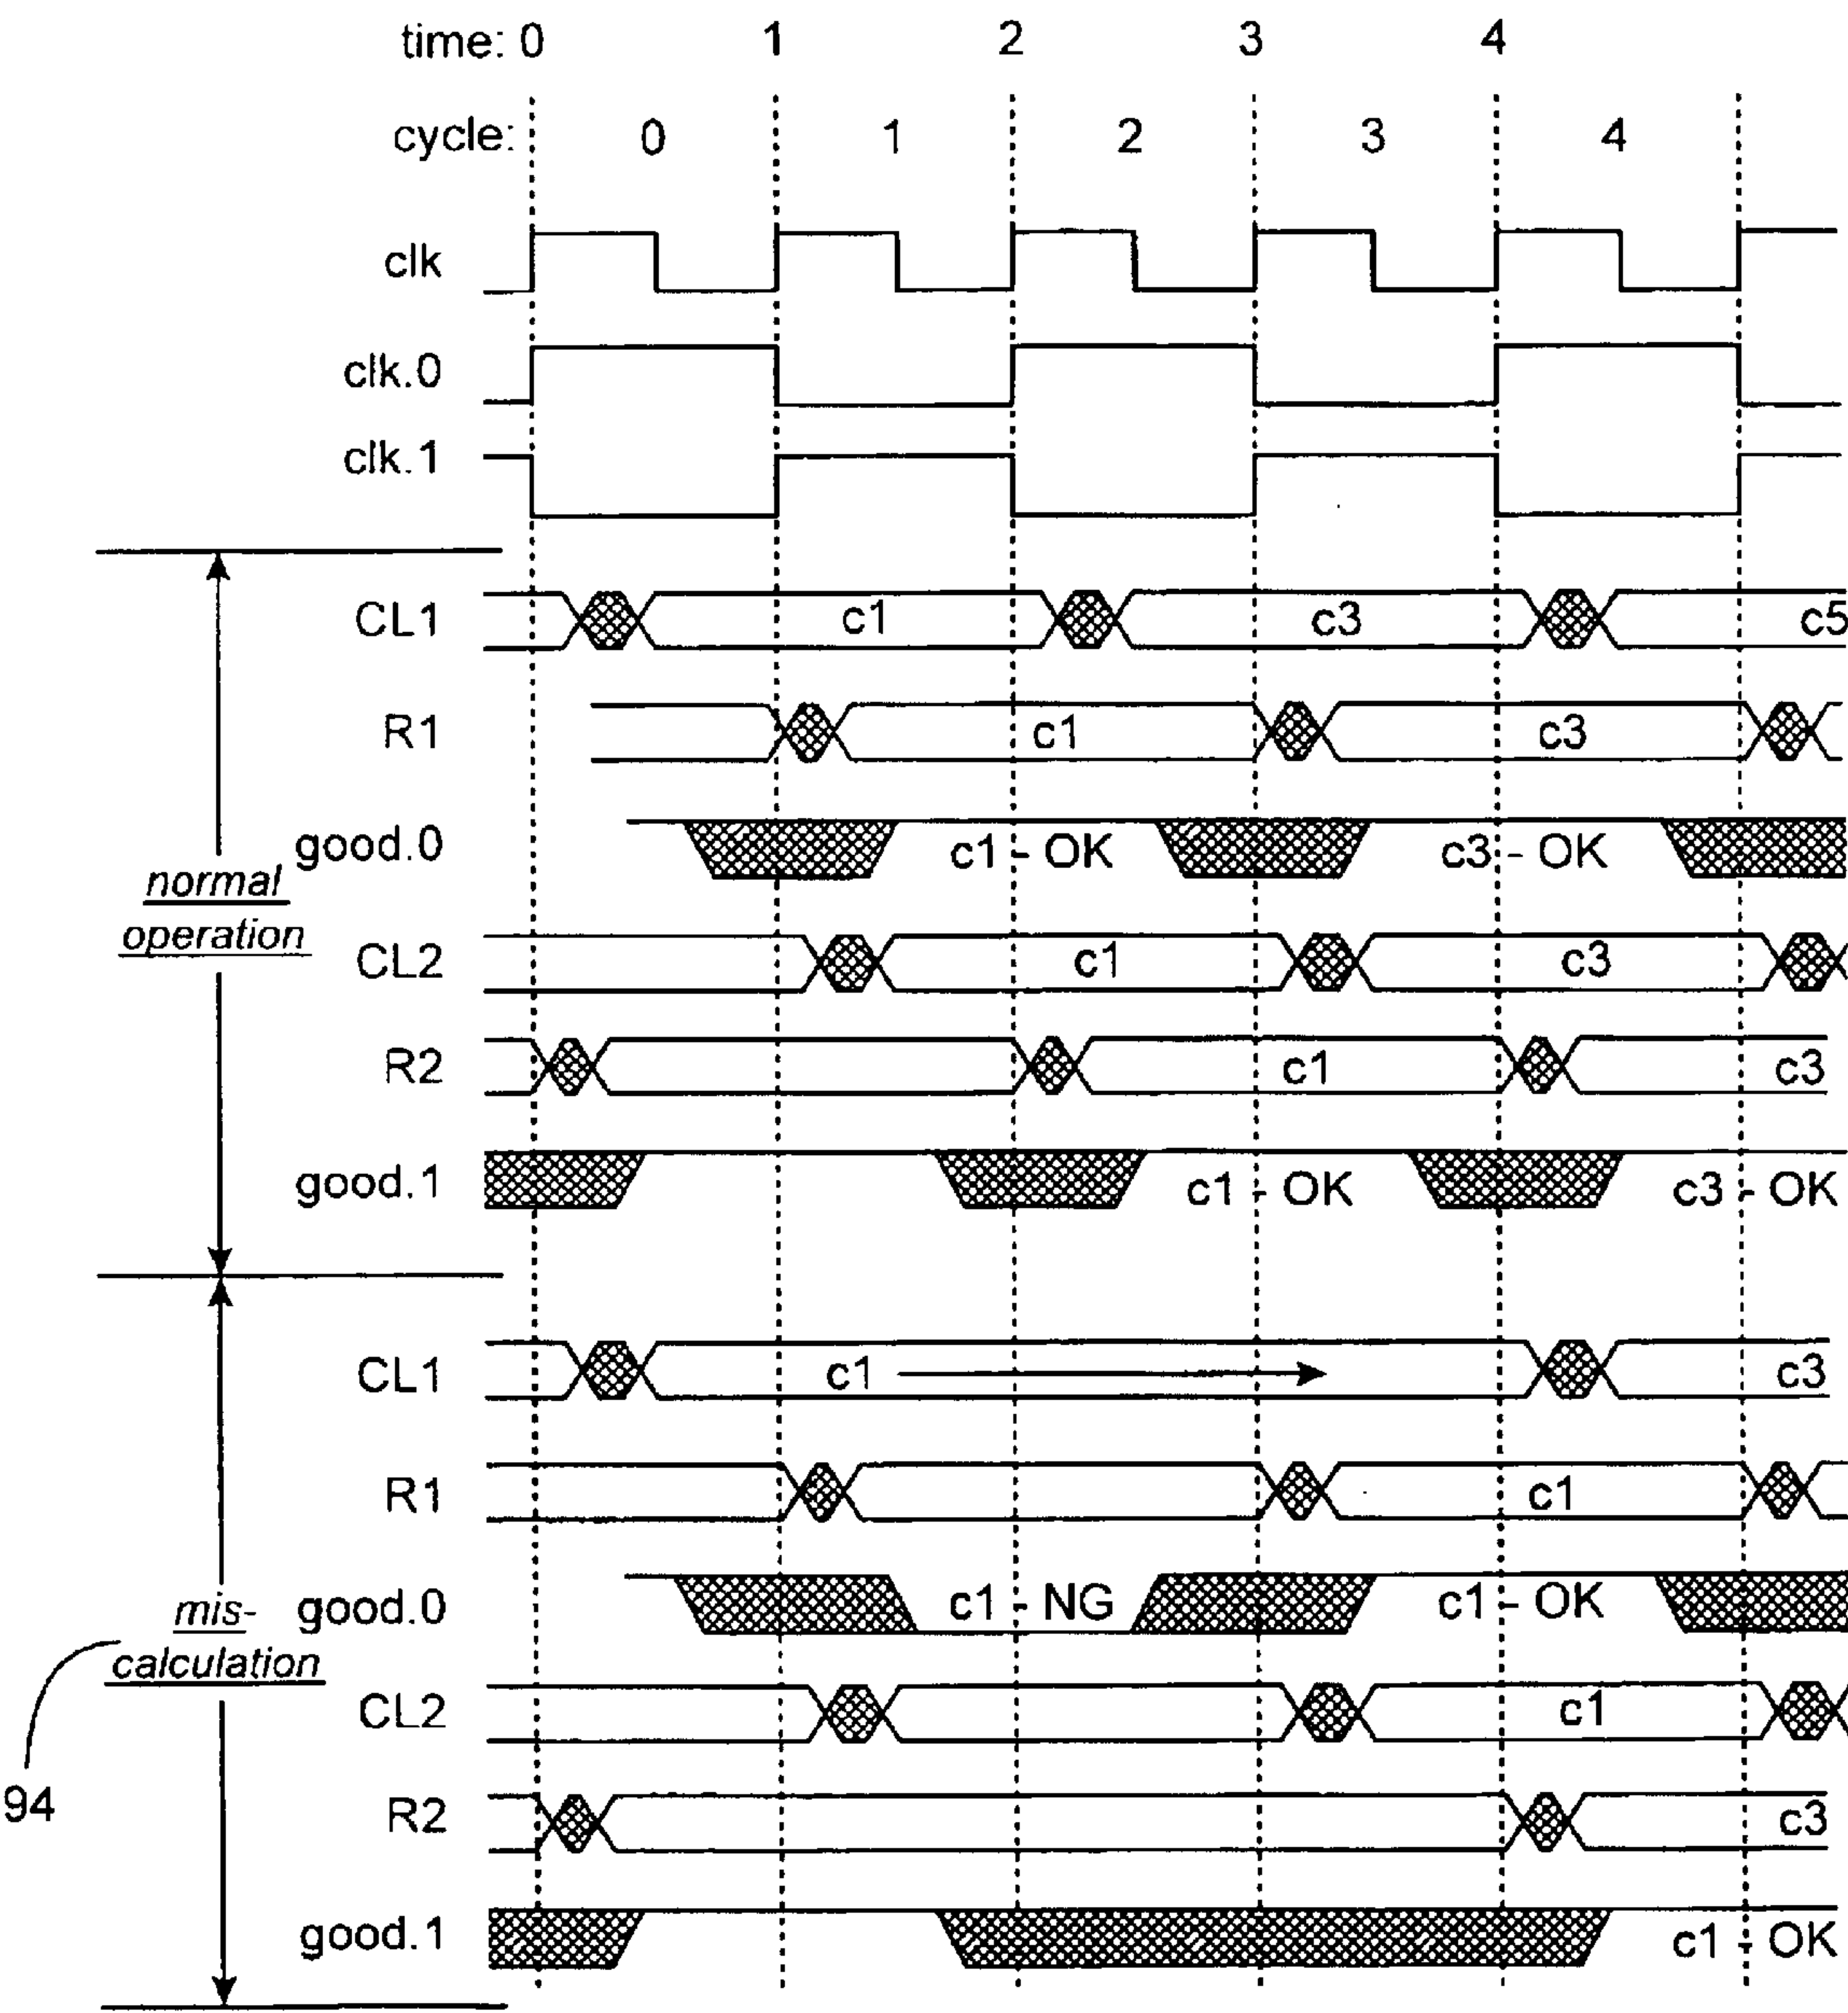 time: 0 1 2 3 4
cycle: 0 1 2 3 4
clk
clk.0
clk.1
CL1 c1 c3 c5
R1 c1 c3
good.0 c1 - OK c3 - OK
normal
operation
CL2 c1 c3
R2 c1 c3
good.1 c1 - OK c3 - OK
CL1 c1 c3
R1 c1
good.0 c1 - NG c1 - OK
mis-
calculation
CL2 c1
94
R2 c3
good.1 c1 - OK